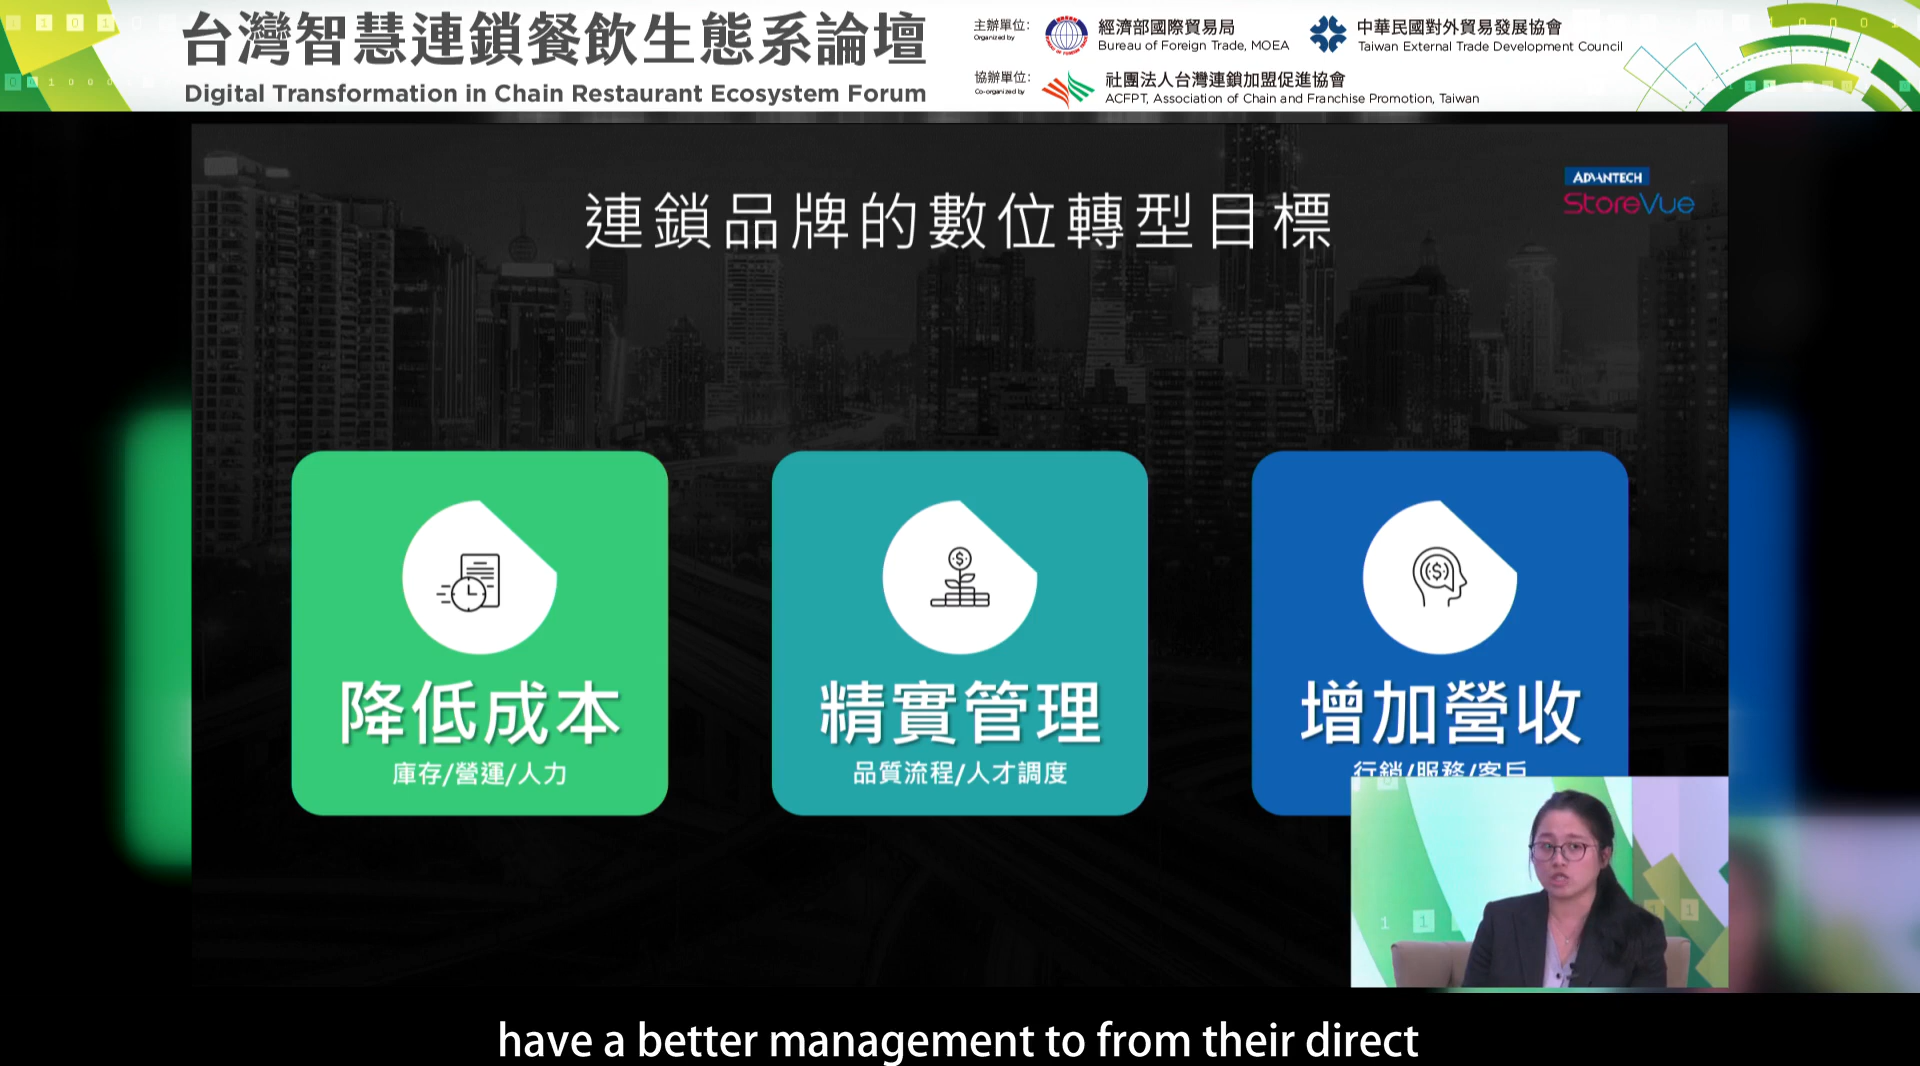 台灣智慧連鎖餐飲生態系論壇
Digital Transformation in Chain Restaurant Ecosystem Forum
主辦單位:
Organized by
經濟部國際貿易局
Bureau of Foreign Trade, MOEA
中華民國對外貿易發展協會
Taiwan External Trade Development Council
協辦單位:
Co-organized by
社團法人台灣連鎖加盟促進協會
ACFPT, Association of Chain and Franchise Promotion, Taiwan
ADVANTECH
StoreVue
連鎖品牌的數位轉型目標
降低成本
庫存/營運/人力
精實管理
品質流程/人才調度
增加營收
行銷/服務/客戶
have a better management to from their direct